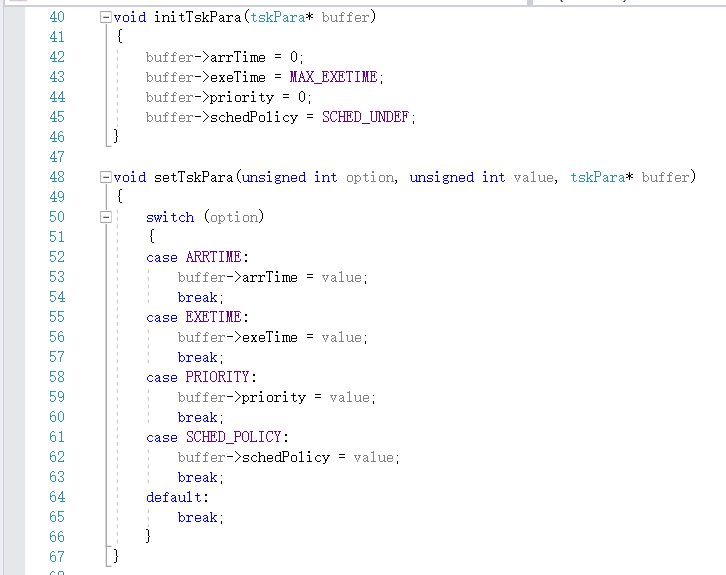 40 void initTskPara(tskPara* buffer)
41 {
42 buffer->arrTime = 0;
43 buffer->exeTime = MAX_EXETIME;
44 buffer->priority = 0;
45 buffer->schedPolicy = SCHED_UNDEF;
46 }
47
48 void setTskPara(unsigned int option, unsigned int value, tskPara* buffer)
49 {
50 switch (option)
51 {
52 case ARRTIME:
53 buffer->arrTime = value;
54 break;
55 case EXETIME:
56 buffer->exeTime = value;
57 break;
58 case PRIORITY:
59 buffer->priority = value;
60 break;
61 case SCHED_POLICY:
62 buffer->schedPolicy = value;
63 break;
64 default:
65 break;
66 }
67 }